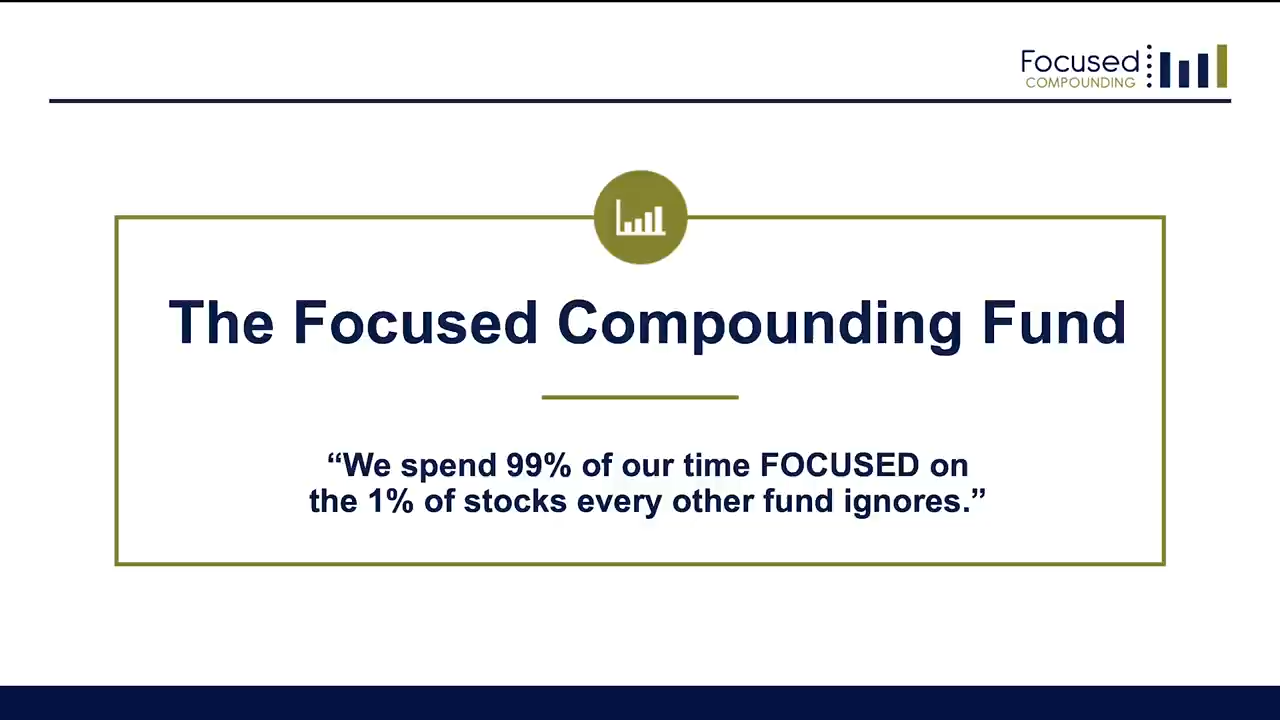 Focused
COMPOUNDING
The Focused Compounding Fund
“We spend 99% of our time FOCUSED on
the 1% of stocks every other fund ignores.”